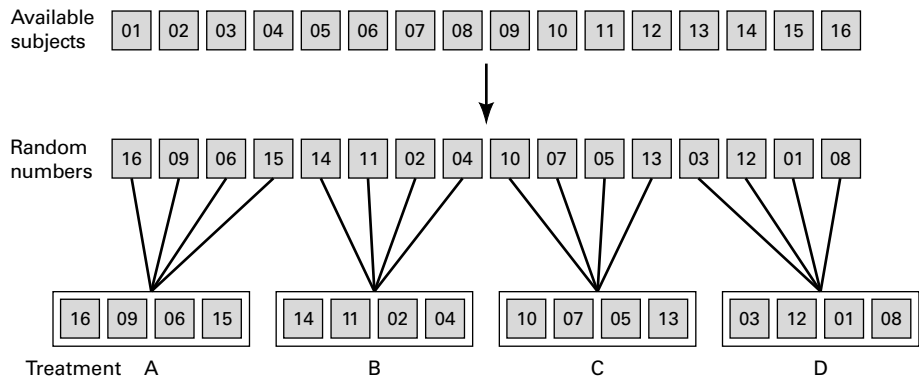 Available subjects 01 02 03 04 05 06 07 08 09 10 11 12 13 14 15 16
Random numbers 16 09 06 15 14 11 02 04 10 07 05 13 03 12 01 08
16 09 06 15 14 11 02 04 10 07 05 13 03 12 01 08
Treatment A B C D